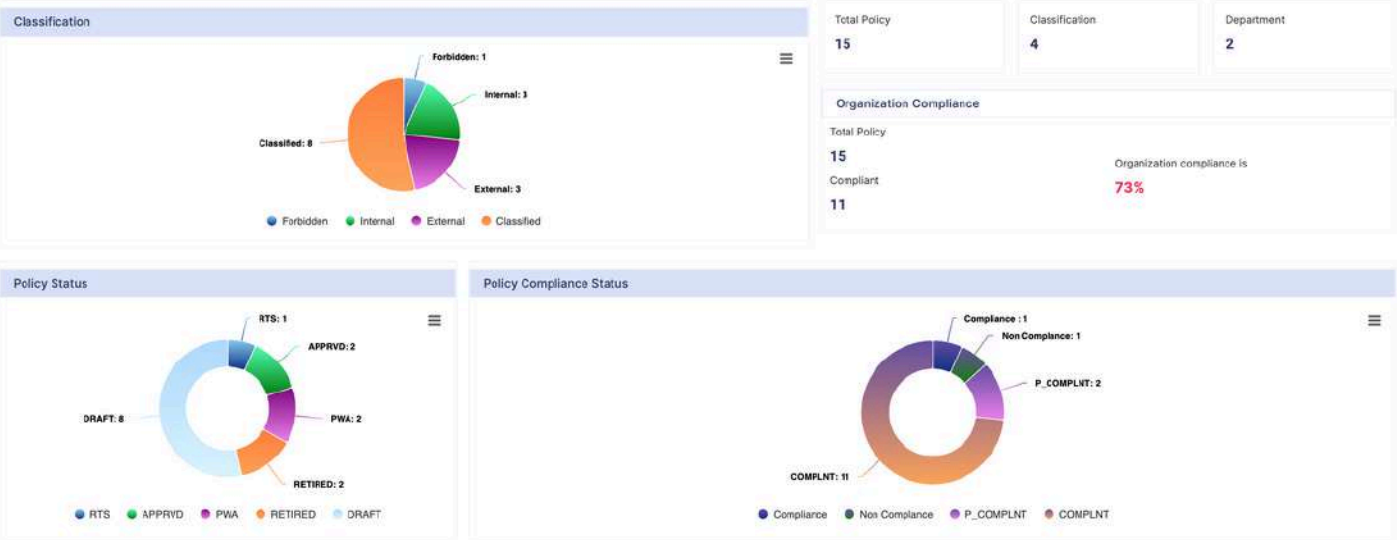 Classification
Forbidden: 1
Internal: 3
Classified: 8
External: 3
Forbidden Internal External Classified
Total Policy
15
Classification
4
Department
2
Organization Compliance
Total Policy
15
Compliant
11
Organization compliance is
73%
Policy Status
RTS: 1
APPRVD: 2
DRAFT: 8
PWA: 2
RETIRED: 2
RTS APPRVD PWA RETIRED DRAFT
Policy Compliance Status
Compliance : 1
Non Complance: 1
P_COMPLNT: 2
COMPLNT: 11
Compliance Non Complance P_COMPLNT COMPLNT